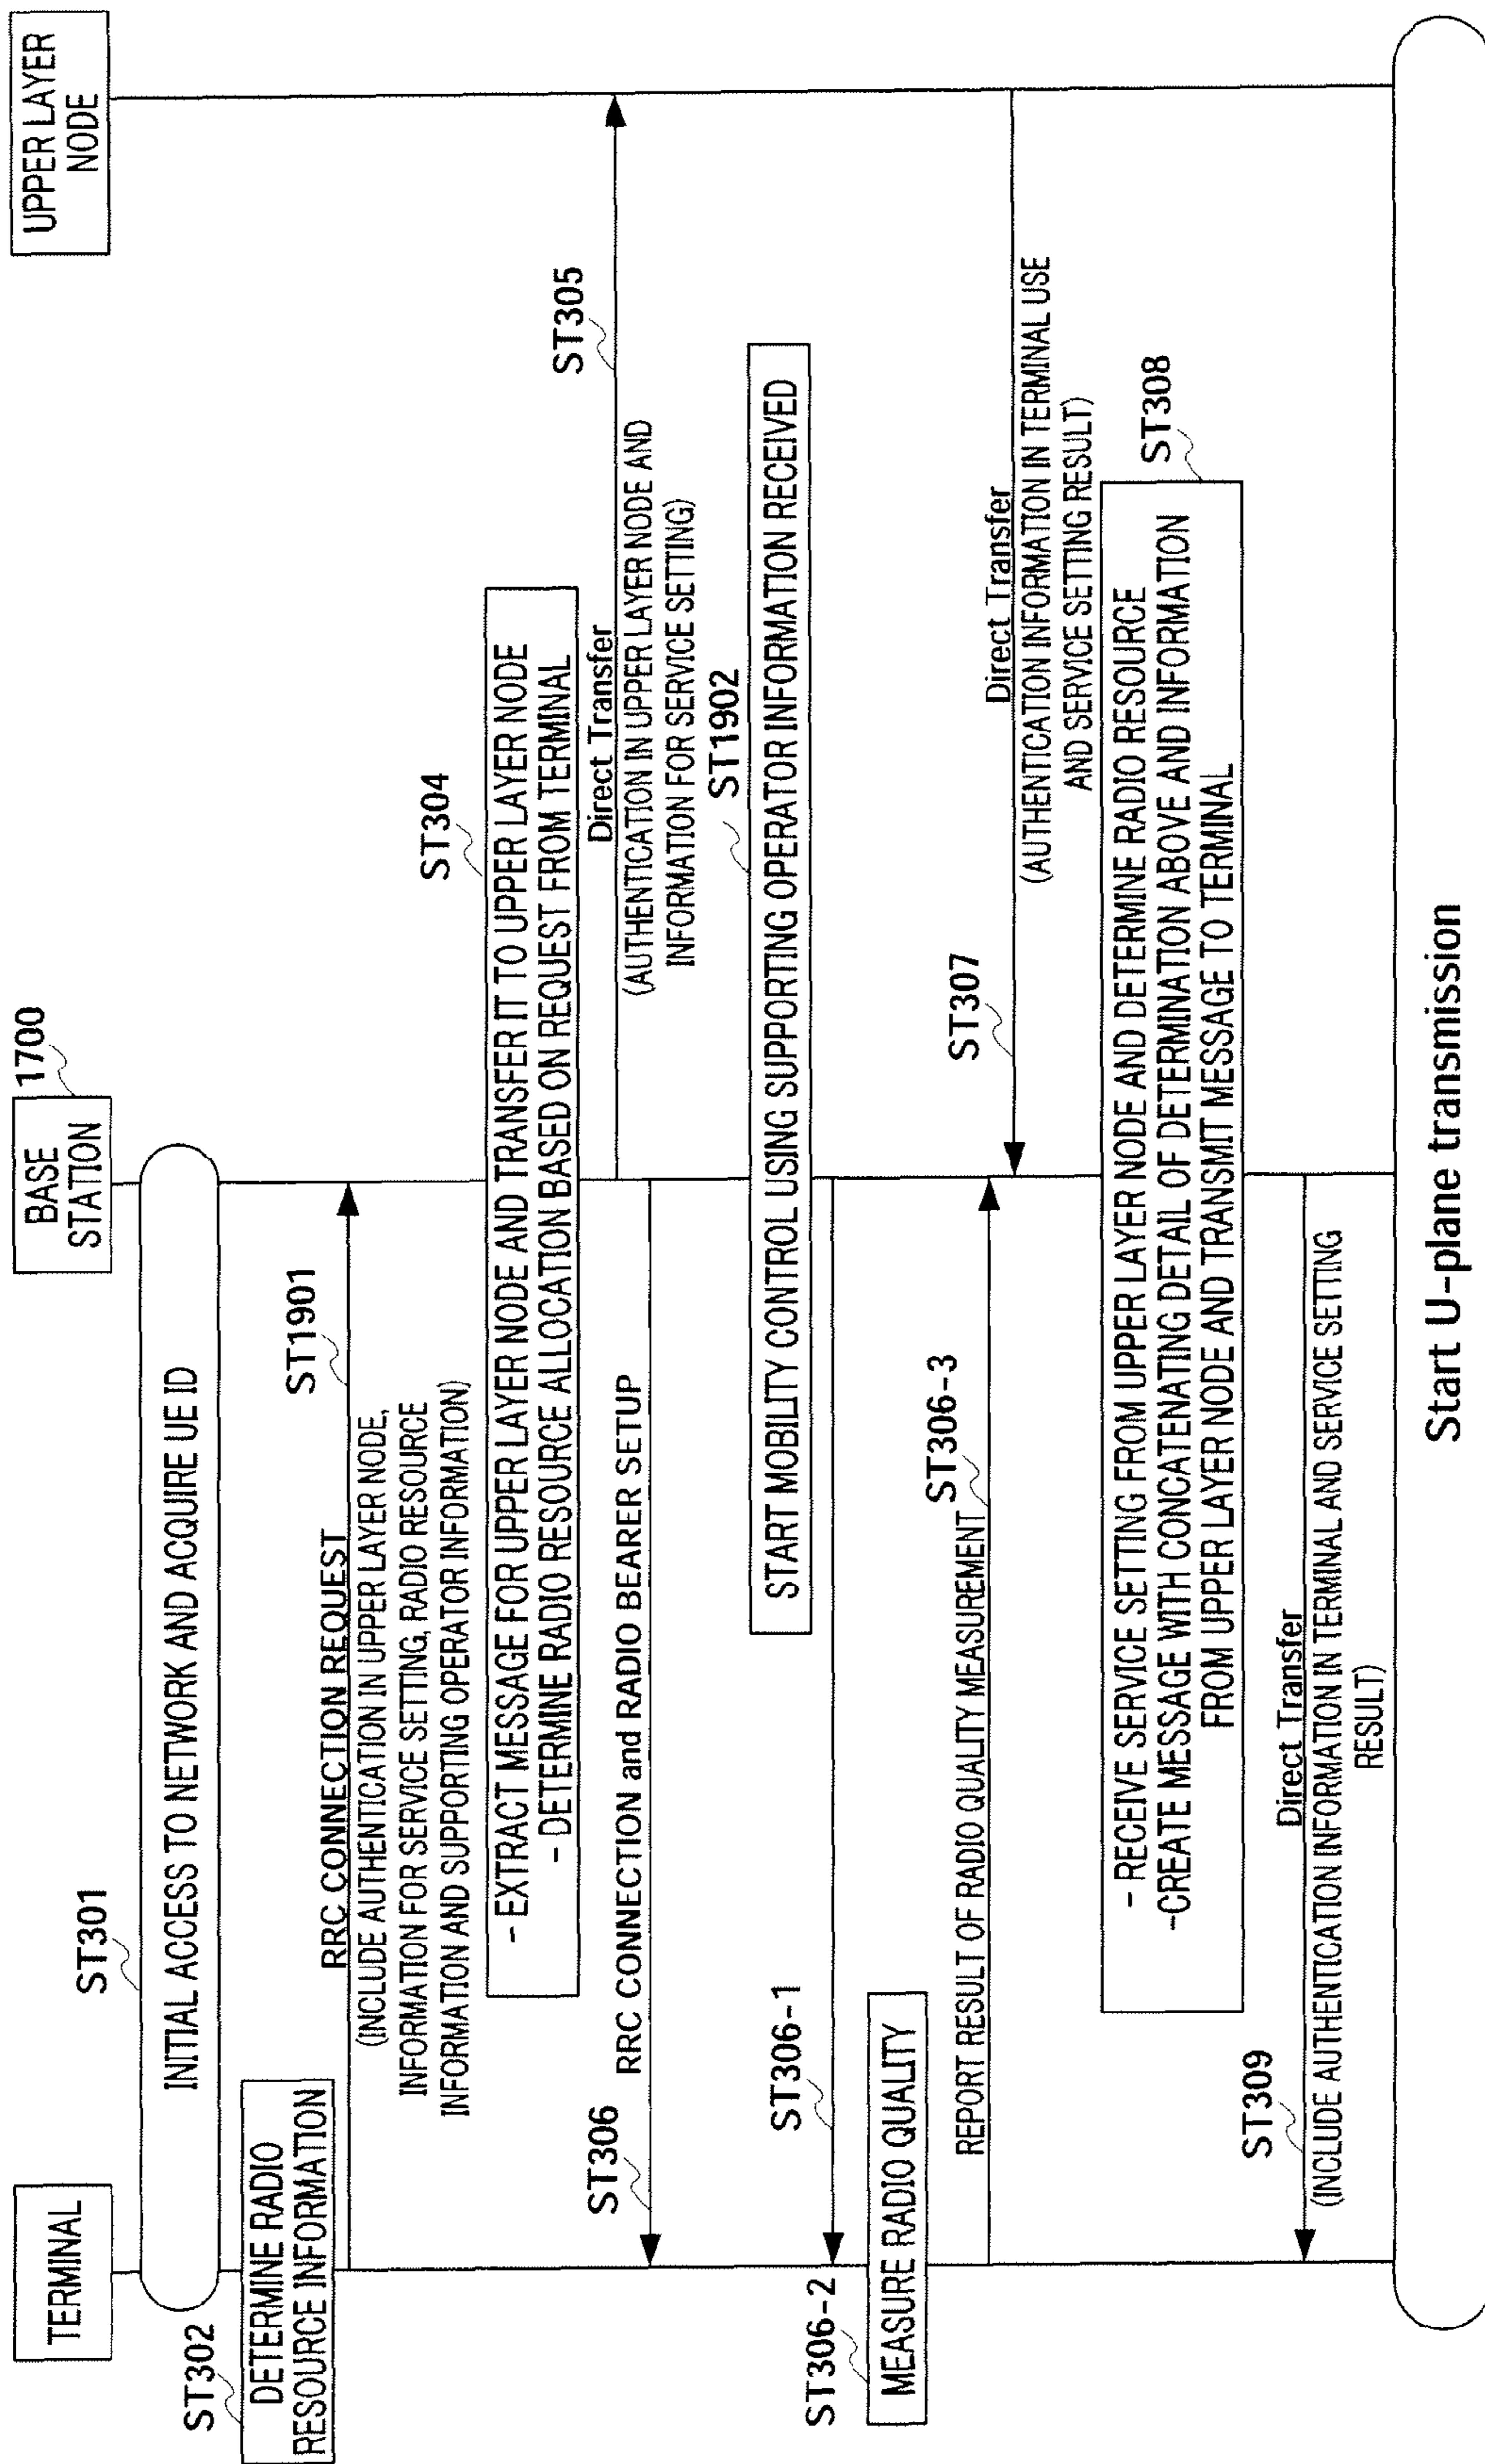 TERMINAL
BASE
STATION
1700
UPPER LAYER
NODE
ST301
INITIAL ACCESS TO NETWORK AND ACQUIRE UE ID
ST302
DETERMINE RADIO
RESOURCE INFORMATION
RRC CONNECTION REQUEST
ST1901
(INCLUDE AUTHENTICATION IN UPPER LAYER NODE,
INFORMATION FOR SERVICE SETTING, RADIO RESOURCE
INFORMATION AND SUPPORTING OPERATOR INFORMATION)
ST304
- EXTRACT MESSAGE FOR UPPER LAYER NODE AND TRANSFER IT TO UPPER LAYER NODE
- DETERMINE RADIO RESOURCE ALLOCATION BASED ON REQUEST FROM TERMINAL
Direct Transfer
ST305
(AUTHENTICATION IN UPPER LAYER NODE AND
INFORMATION FOR SERVICE SETTING)
ST306
RRC CONNECTION and RADIO BEARER SETUP
ST1902
START MOBILITY CONTROL USING SUPPORTING OPERATOR INFORMATION RECEIVED
ST306-1
ST306-2
MEASURE RADIO QUALITY
REPORT RESULT OF RADIO QUALITY MEASUREMENT
ST306-3
ST307
Direct Transfer
(AUTHENTICATION INFORMATION IN TERMINAL USE
AND SERVICE SETTING RESULT)
ST308
- RECEIVE SERVICE SETTING FROM UPPER LAYER NODE AND DETERMINE RADIO RESOURCE
-CREATE MESSAGE WITH CONCATENATING DETAIL OF DETERMINATION ABOVE AND INFORMATION
FROM UPPER LAYER NODE AND TRANSMIT MESSAGE TO TERMINAL
ST309
Direct Transfer
(INCLUDE AUTHENTICATION INFORMATION IN TERMINAL AND SERVICE SETTING
RESULT)
Start U-plane transmission